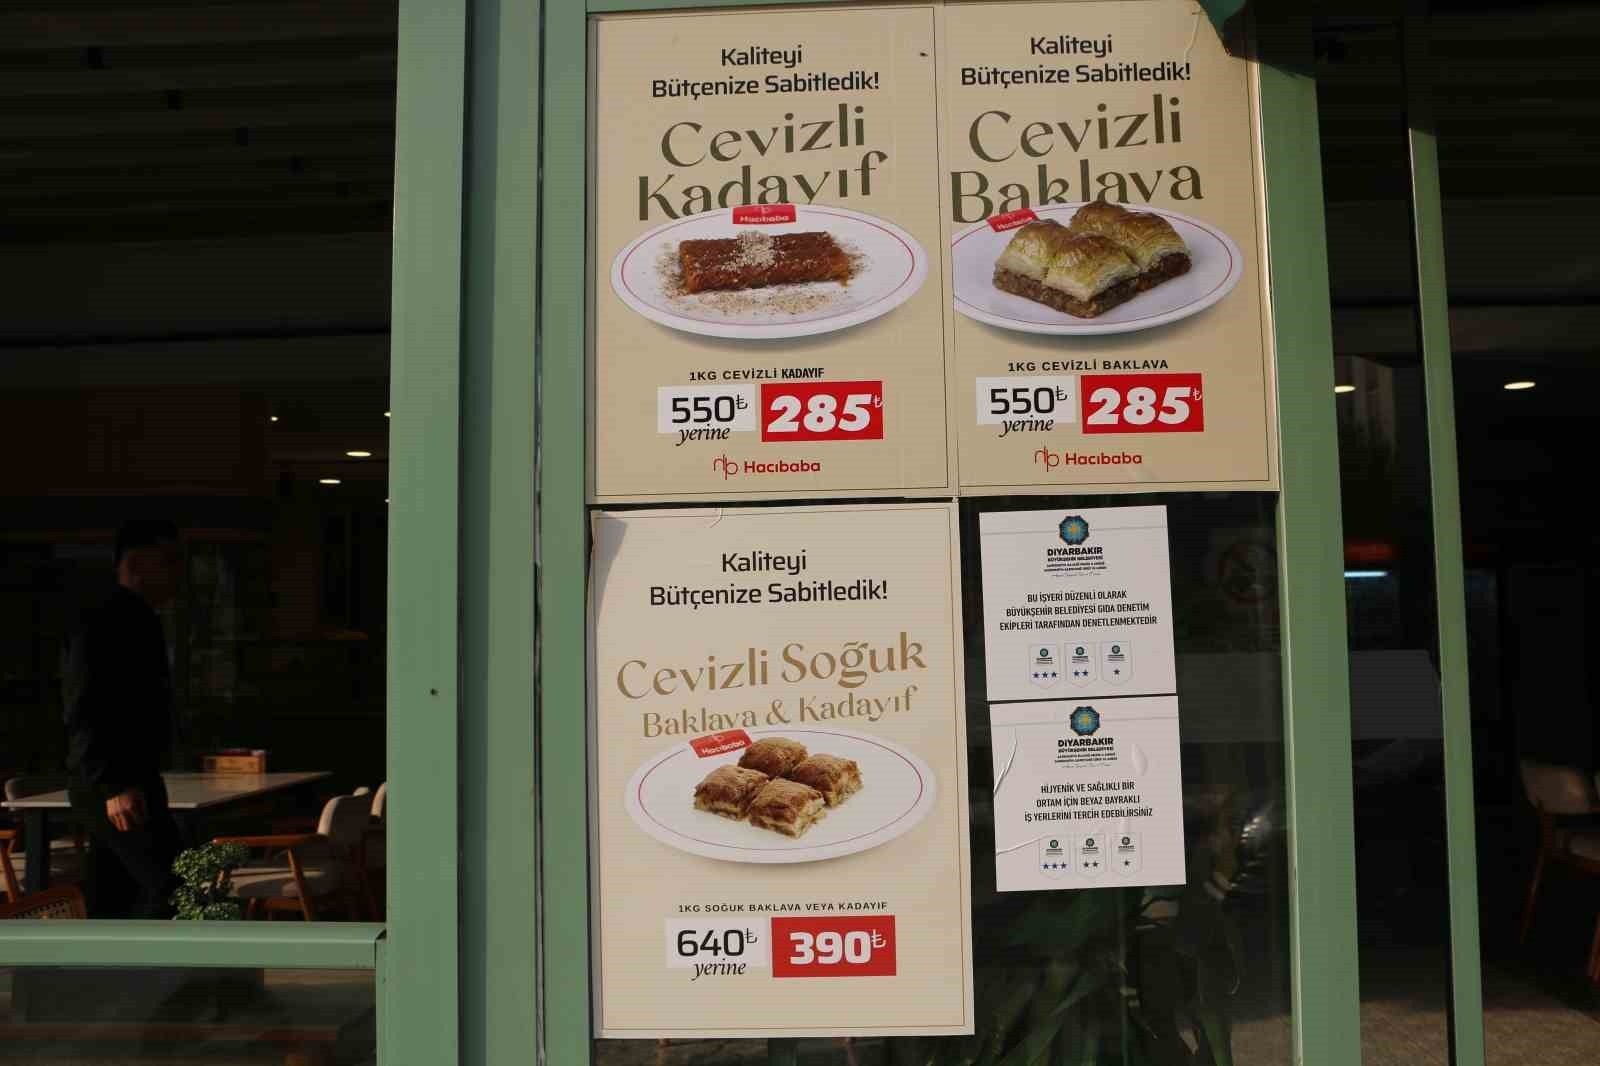 Kaliteyi
Bütçenize Sabitledik!
Cevizli
Kadayıf
Hacıbaba
1KG CEVİZLİ KADAYIF
550₺
yerine
285₺
Hacıbaba
Kaliteyi
Bütçenize Sabitledik!
Cevizli
Baklava
Hacıbaba
1KG CEVİZLİ BAKLAVA
550₺
yerine
285₺
Hacıbaba
Kaliteyi
Bütçenize Sabitledik!
Cevizli Soğuk
Baklava & Kadayıf
Hacıbaba
1KG SOĞUK BAKLAVA VEYA KADAYIF
640₺
yerine
390₺
DİYARBAKIR
BÜYÜKŞEHİR BELEDİYESİ
BU İŞYERİ DÜZENLİ OLARAK
BÜYÜKŞEHİR BELEDİYESİ GIDA DENETİM
EKİPLERİ TARAFINDAN DENETLENMEKTEDİR
DİYARBAKIR
BÜYÜKŞEHİR BELEDİYESİ
HİJYENİK VE SAĞLIKLI BİR
ORTAM İÇİN BEYAZ BAYRAKLI
İŞ YERLERİNİ TERCİH EDEBİLİRSİNİZ